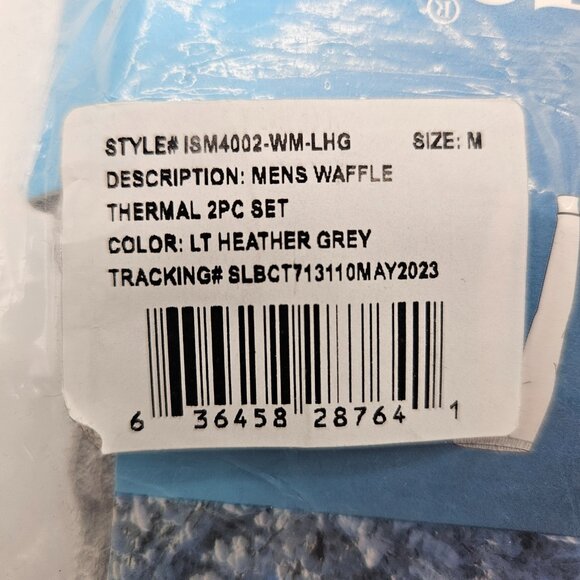 ®
STYLE# ISM4002-WM-LHG SIZE: M
DESCRIPTION: MENS WAFFLE
THERMAL 2PC SET
COLOR: LT HEATHER GREY
TRACKING# SLBCT713110MAY2023
6 36458 28764 1